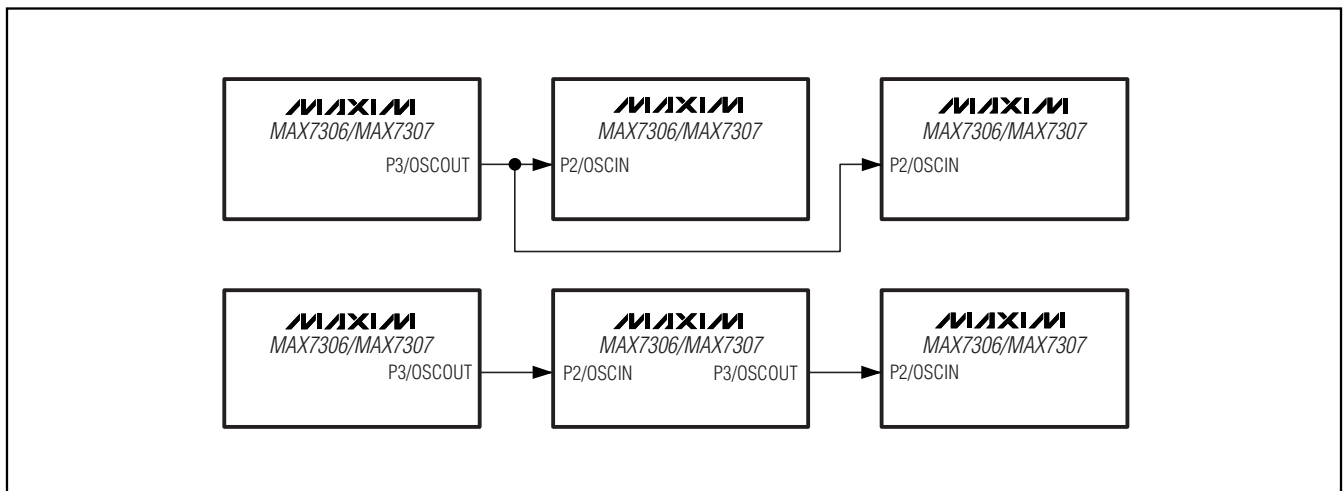 MAXIM MAXIM MAXIM
MAX7306/MAX7307 MAX7306/MAX7307 MAX7306/MAX7307
P3/OSCOUT P2/OSCIN P2/OSCIN
MAXIM MAXIM MAXIM
MAX7306/MAX7307 MAX7306/MAX7307 MAX7306/MAX7307
P3/OSCOUT P2/OSCIN P3/OSCOUT P2/OSCIN